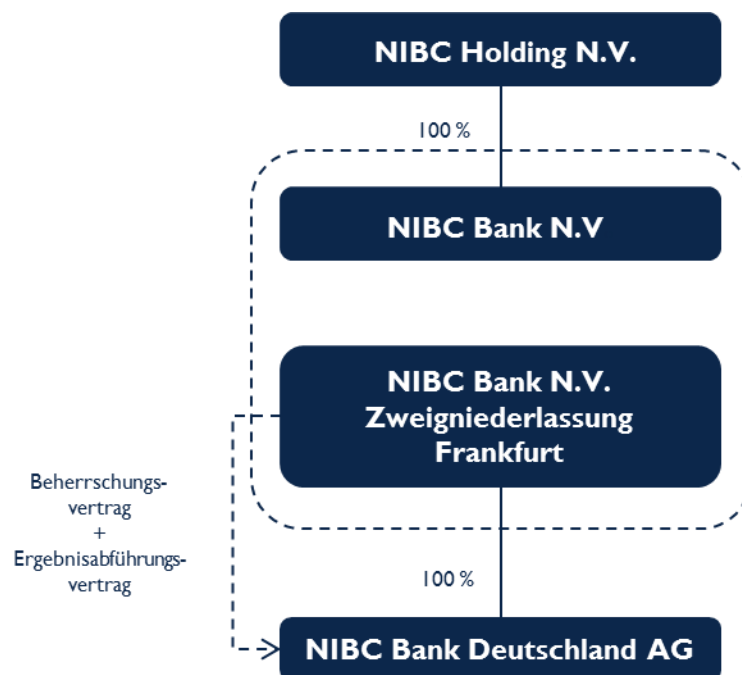 NIBC Holding N.V.
100 %
NIBC Bank N.V
NIBC Bank N.V.
Zweigniederlassung
Frankfurt
Beherrschungs-
vertrag
+
Ergebnisabführungs-
vertrag
100 %
NIBC Bank Deutschland AG